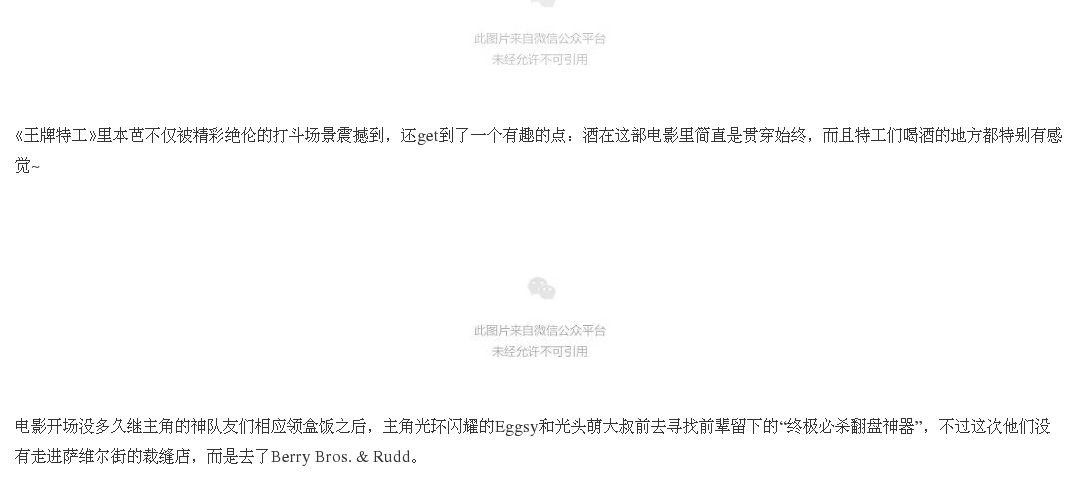 此图片来自微信公众平台
未经允许不可引用
《王牌特工》里本芭不仅被精彩绝伦的打斗场景震撼到，还get到了一个有趣的点：酒在这部电影里简直是贯穿始终，而且特工们喝酒的地方都特别有感
觉~
此图片来自微信公众平台
未经允许不可引用
电影开场没多久继主角的神队友们相应领盒饭之后，主角光环闪耀的Eggsy和光头萌大叔前去寻找前辈留下的“终极必杀翻盘神器”，不过这次他们没
有走进萨维尔街的裁缝店，而是去了Berry Bros. & Rudd。